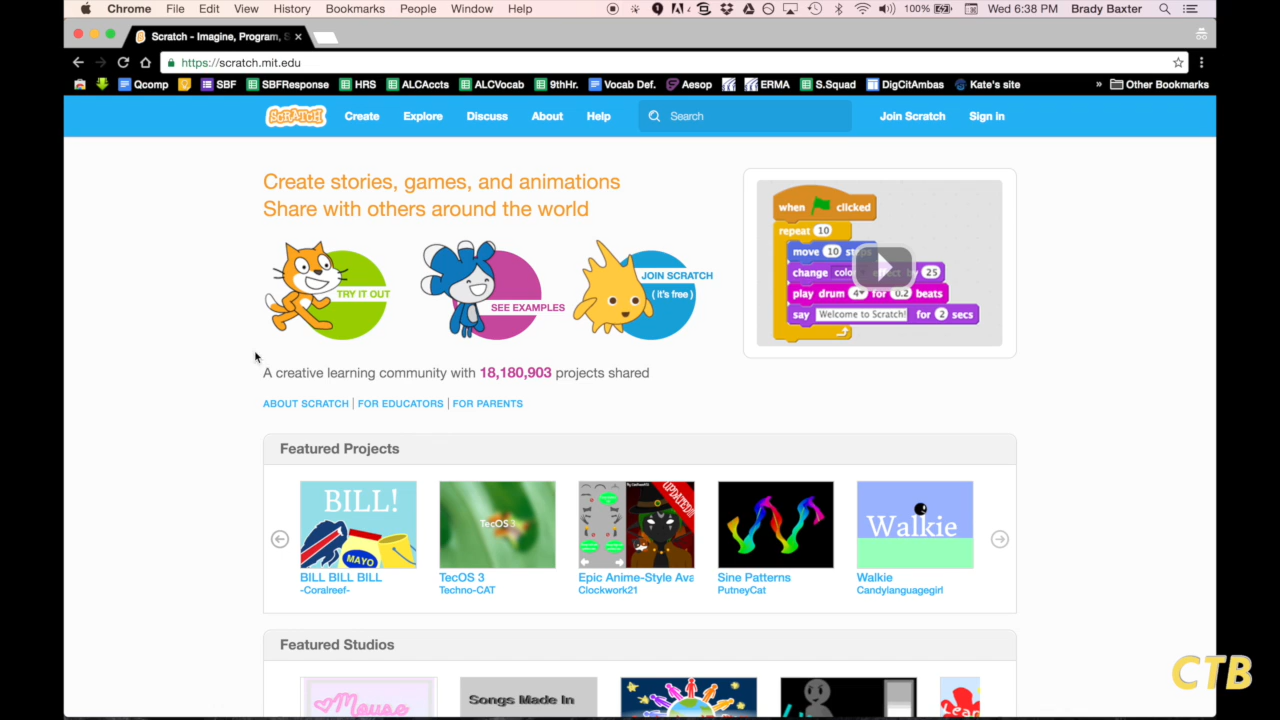 Chrome File Edit View History Bookmarks People Window Help 100% Wed 6:38 PM Brady Baxter
Scratch - Imagine, Program, S
https://scratch.mit.edu
Qcomp SBF SBFResponse HRS ALCAccts ALCVocab 9thHr. Vocab Def. Aesop ERMA S.Squad DigCitAmbas Kate's site » Other Bookmarks
SCRATCH Create Explore Discuss About Help Search Join Scratch Sign in
Create stories, games, and animations
Share with others around the world
TRY IT OUT
SEE EXAMPLES
JOIN SCRATCH
( it's free )
when clicked
repeat 10
move 10 steps
change color effect by 25
play drum 4 for 0.2 beats
say Welcome to Scratch! for 2 secs
A creative learning community with 18,180,903 projects shared
ABOUT SCRATCH | FOR EDUCATORS | FOR PARENTS
Featured Projects
BILL!
MAYO
TecOS 3
UPDATED!!
Walkie
BILL BILL BILL
-Coralreef-
TecOS 3
Techno-CAT
Epic Anime-Style Ava
Clockwork21
Sine Patterns
PutneyCat
Walkie
Candylanguagegirl
Featured Studios
Mouse
Songs Made In
CTB